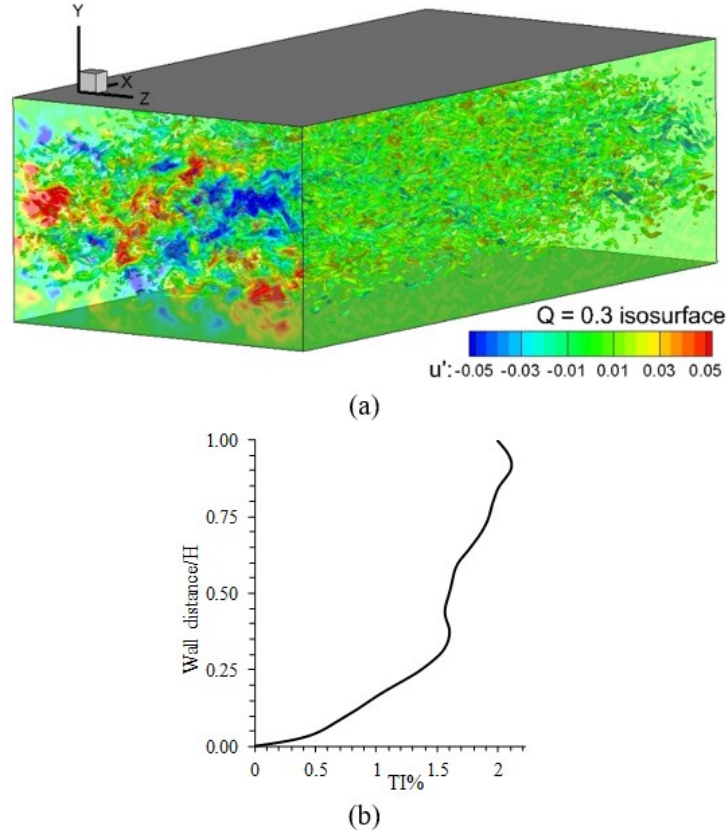 Y
X
Z
Q = 0.3 isosurface
u': -0.05 -0.03 -0.01 0.01 0.03 0.05
(a)
1.00
0.75
0.50
0.25
0.00
Wall distance/H
0 0.5 1 1.5 2
TI%
(b)